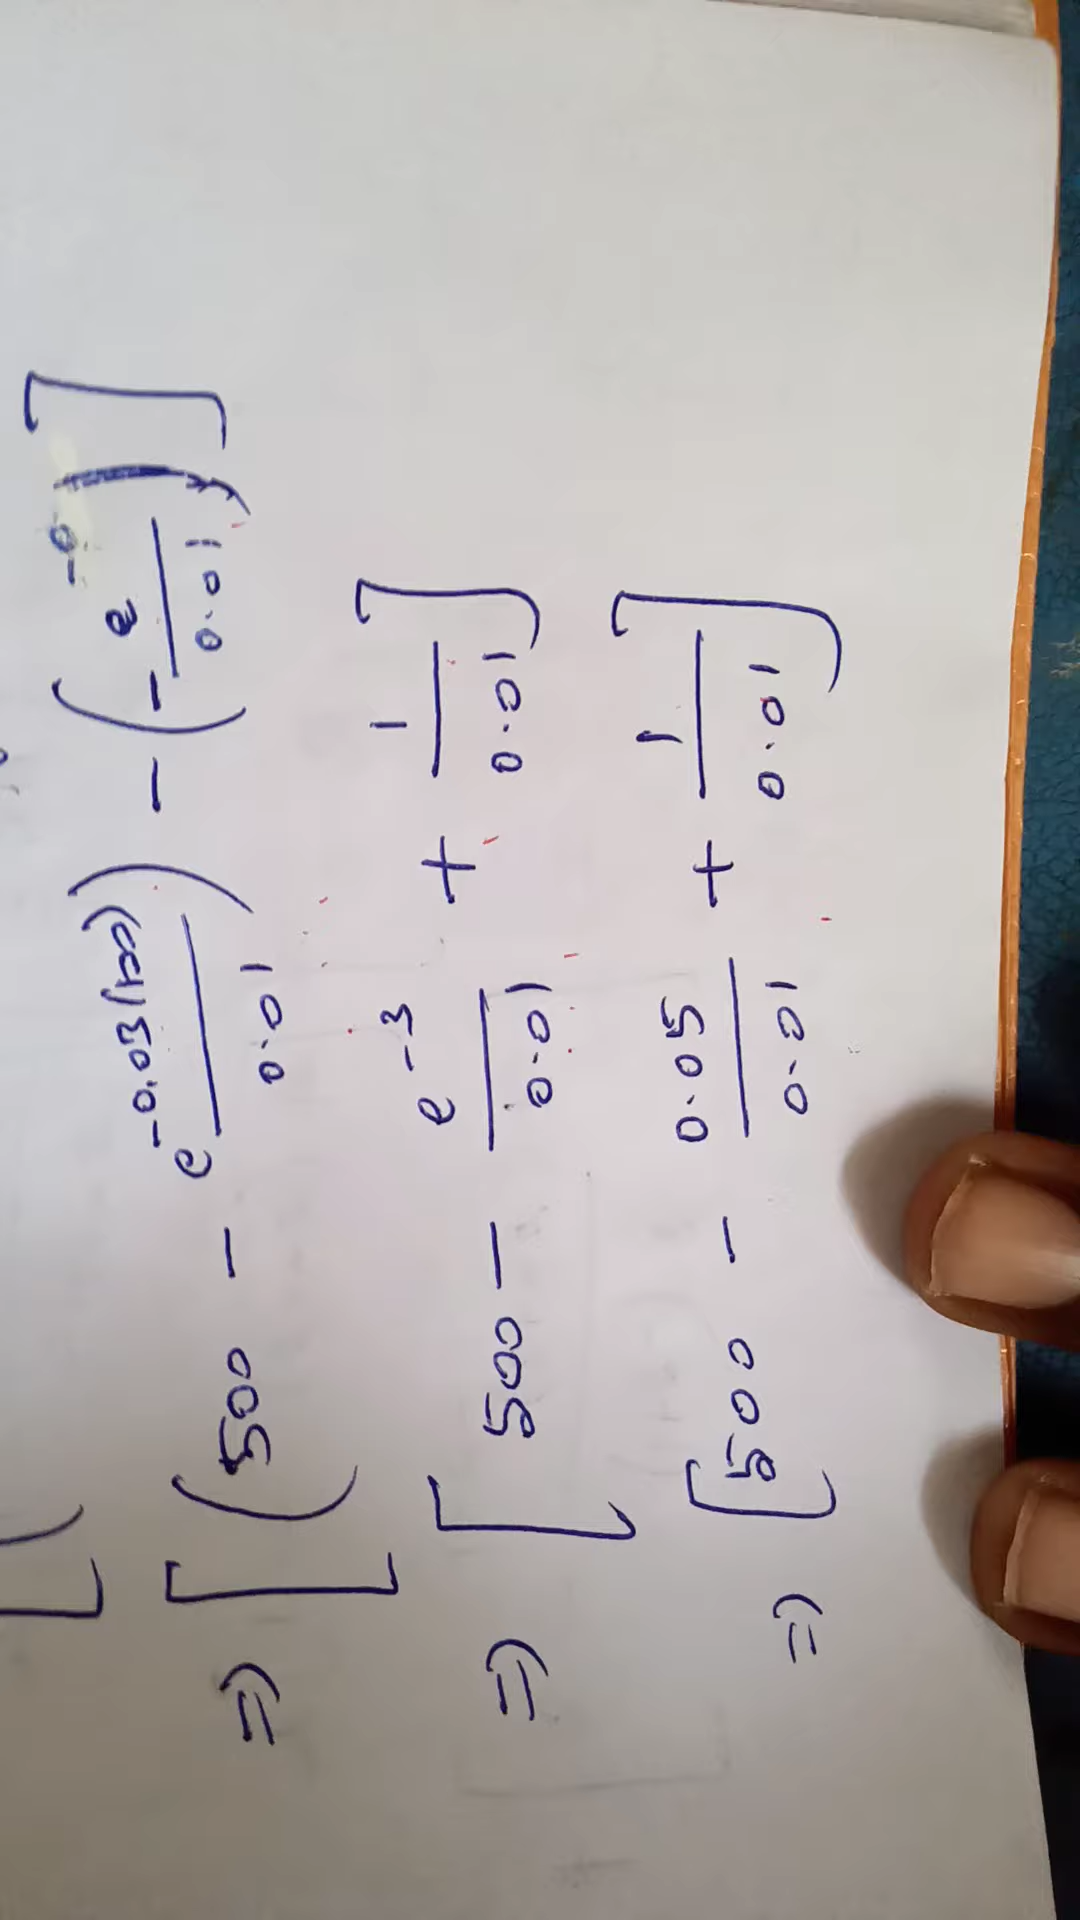 ⇒ [(500 - e^-0.03(100)/0.01) - (- e^-0/0.01)]
⇒ [500 - e^-3/0.01 + 1/0.01]
⇒ [500 - 0.05/0.01 + 1/0.01]